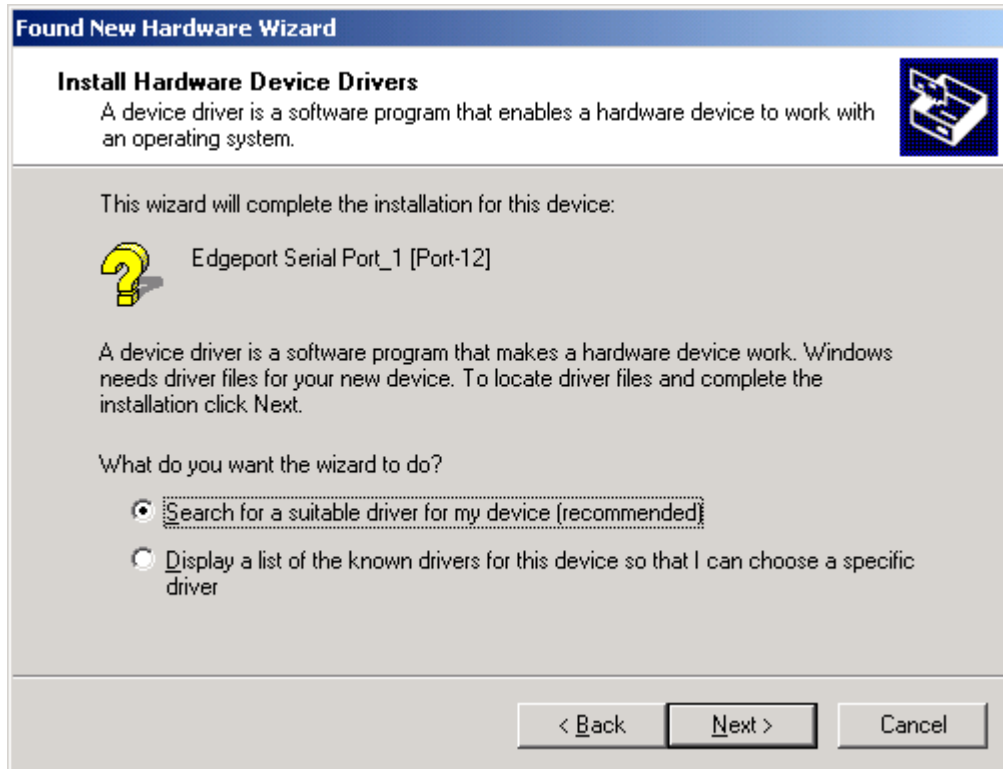 Found New Hardware Wizard
Install Hardware Device Drivers
A device driver is a software program that enables a hardware device to work with
an operating system.
This wizard will complete the installation for this device:
Edgeport Serial Port_1 [Port-12]
A device driver is a software program that makes a hardware device work. Windows
needs driver files for your new device. To locate driver files and complete the
installation click Next.
What do you want the wizard to do?
Search for a suitable driver for my device (recommended)
Display a list of the known drivers for this device so that I can choose a specific
driver
< Back Next > Cancel